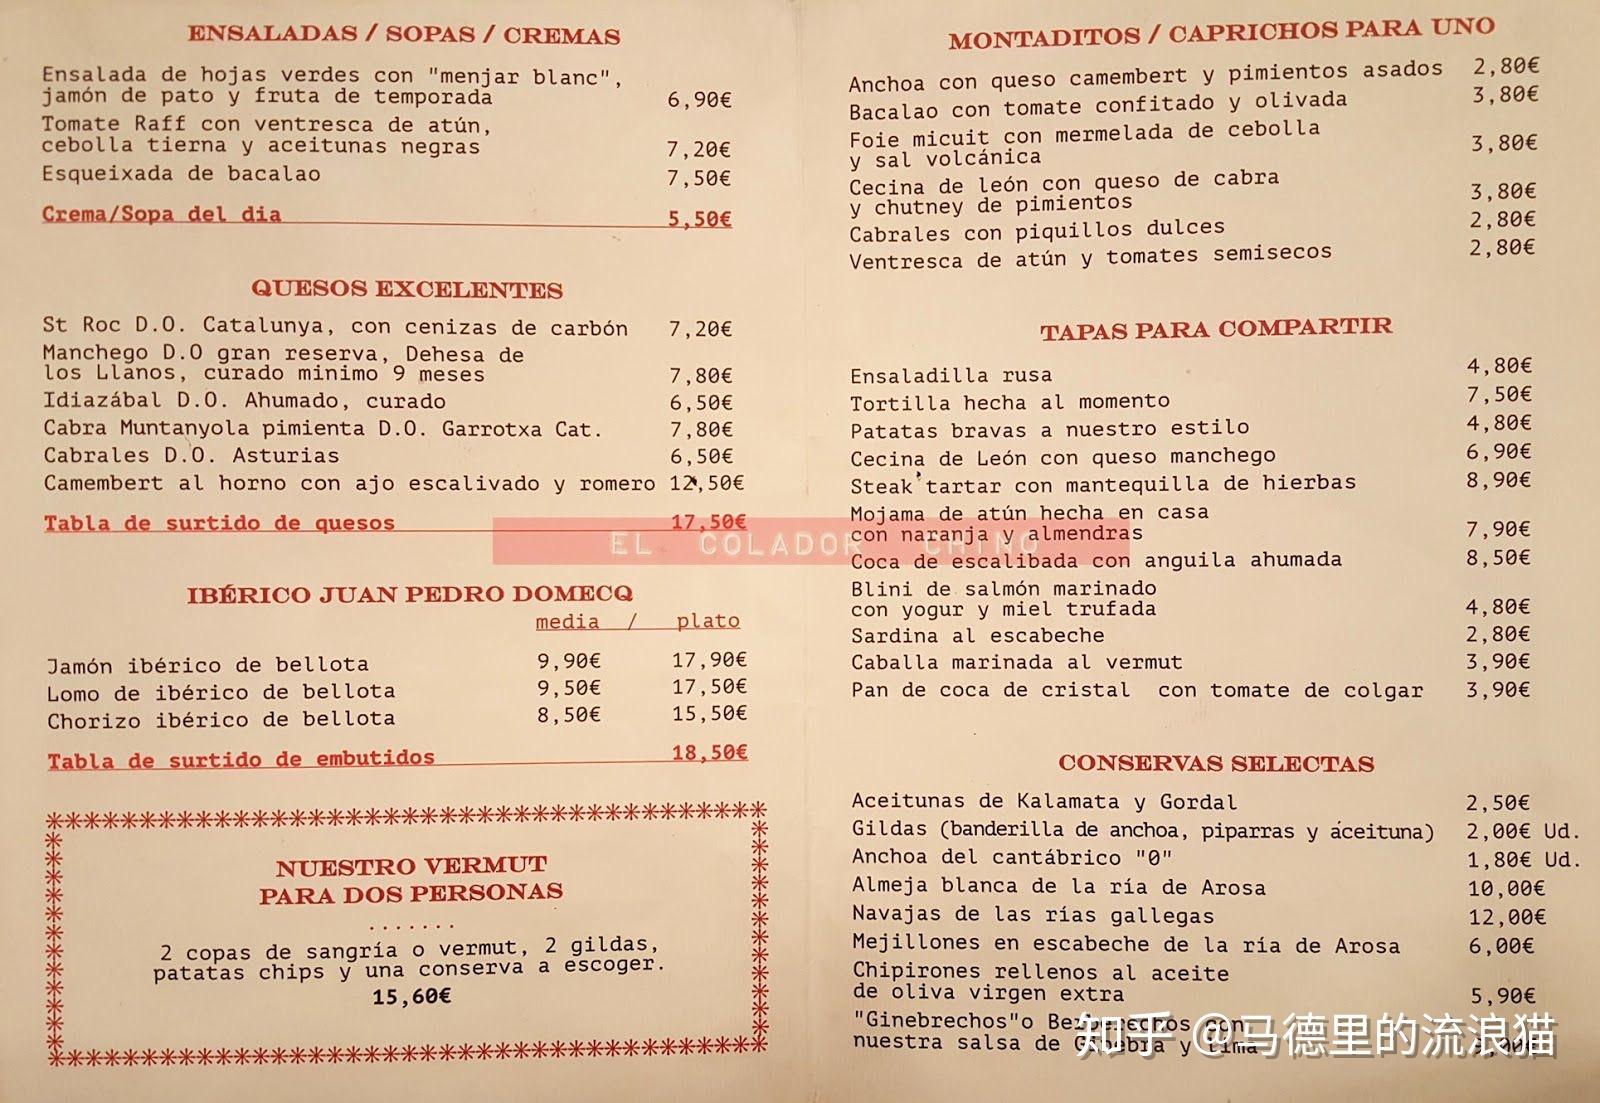 ENSALADAS / SOPAS / CREMAS
Ensalada de hojas verdes con "menjar blanc",
jamón de pato y fruta de temporada 6,90€
Tomate Raff con ventresca de atún,
cebolla tierna y aceitunas negras 7,20€
Esqueixada de bacalao 7,50€
Crema/Sopa del dia 5,50€
QUESOS EXCELENTES
St Roc D.O. Catalunya, con cenizas de carbón 7,20€
Manchego D.O gran reserva, Dehesa de
los Llanos, curado minimo 9 meses 7,80€
Idiazábal D.O. Ahumado, curado 6,50€
Cabra Muntanyola pimienta D.O. Garrotxa Cat. 7,80€
Cabrales D.O. Asturias 6,50€
Camembert al horno con ajo escalivado y romero 12,50€
Tabla de surtido de quesos 17,50€
IBÉRICO JUAN PEDRO DOMECQ
media / plato
Jamón ibérico de bellota 9,90€ 17,90€
Lomo de ibérico de bellota 9,50€ 17,50€
Chorizo ibérico de bellota 8,50€ 15,50€
Tabla de surtido de embutidos 18,50€
NUESTRO VERMUT
PARA DOS PERSONAS
.......
2 copas de sangría o vermut, 2 gildas,
patatas chips y una conserva a escoger.
15,60€
MONTADITOS / CAPRICHOS PARA UNO
Anchoa con queso camembert y pimientos asados 2,80€
Bacalao con tomate confitado y olivada 3,80€
Foie micuit con mermelada de cebolla
y sal volcánica 3,80€
Cecina de león con queso de cabra
y chutney de pimientos 3,80€
Cabrales con piquillos dulces 2,80€
Ventresca de atún y tomates semisecos 2,80€
TAPAS PARA COMPARTIR
Ensaladilla rusa 4,80€
Tortilla hecha al momento 7,50€
Patatas bravas a nuestro estilo 4,80€
Cecina de León con queso manchego 6,90€
Steak tartar con mantequilla de hierbas 8,90€
Mojama de atún hecha en casa
con naranja y almendras 7,90€
Coca de escalibada con anguila ahumada 8,50€
Blini de salmón marinado
con yogur y miel trufada 4,80€
Sardina al escabeche 2,80€
Caballa marinada al vermut 3,90€
Pan de coca de cristal con tomate de colgar 3,90€
CONSERVAS SELECTAS
Aceitunas de Kalamata y Gordal 2,50€
Gildas (banderilla de anchoa, piparras y aceituna) 2,00€ Ud.
Anchoa del cantábrico "0" 1,80€ Ud.
Almeja blanca de la ría de Arosa 10,00€
Navajas de las rías gallegas 12,00€
Mejillones en escabeche de la ría de Arosa 6,00€
Chipirones rellenos al aceite
de oliva virgen extra 5,90€
"Ginebrechos"o Berberechos con
nuestra salsa de Ginebra y lima
EL COLADOR CHINO
知乎 @马德里的流浪猫